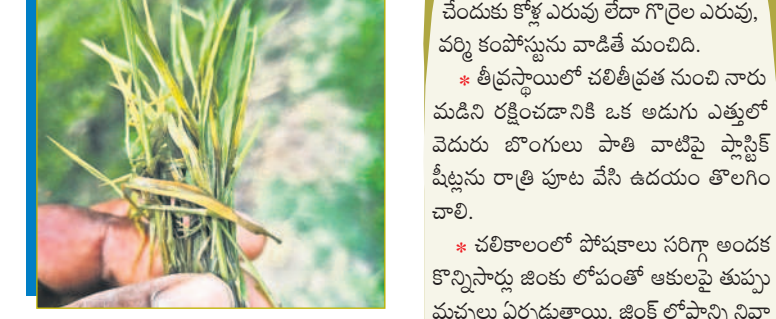 చేందుకు కోళ్ల ఎరువు లేదా గొర్రెల ఎరువు,
వర్మి కంపోస్టును వాడితే మంచిది.
* తీవ్రస్థాయిలో చలితీవ్రత నుంచి నారు
మడిని రక్షించడానికి ఒక అడుగు ఎత్తులో
వెదురు బొంగులు పాతి వాటిపై ప్లాస్టిక్
షీట్లను రాత్రి పూట వేసి ఉదయం తొలగిం
చాలి.
* చలికాలంలో పోషకాలు సరిగ్గా అందక
కొన్నిసార్లు జింకు లోపంతో ఆకులపై తుప్పు
మచ్చలు ఏర్పడుతాయి. జింక్ లోపాన్ని నివా